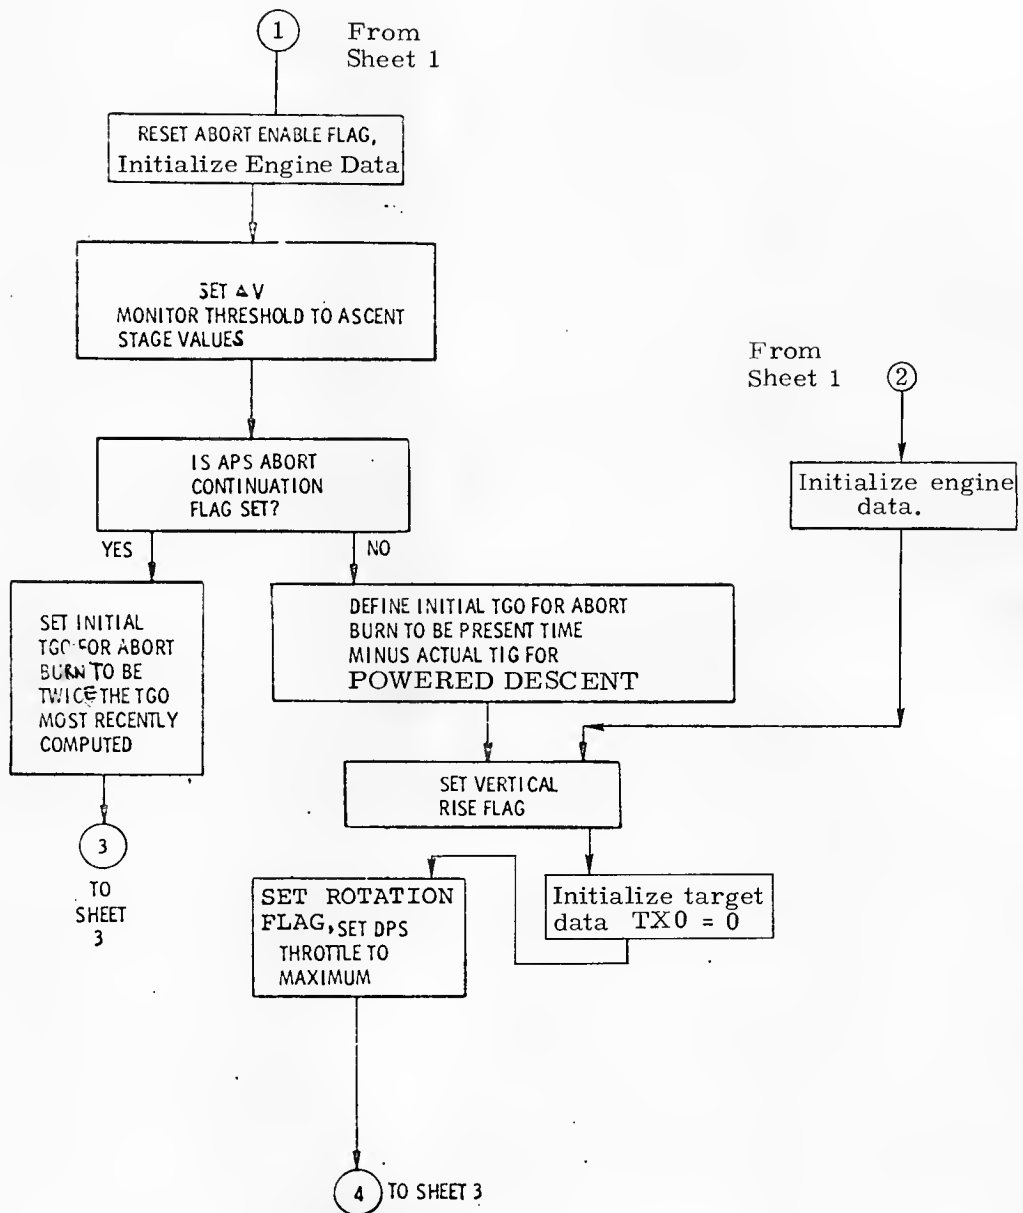 1
From
Sheet 1
RESET ABORT ENABLE FLAG,
Initialize Engine Data
SET ΔV
MONITOR THRESHOLD TO ASCENT
STAGE VALUES
IS APS ABORT
CONTINUATION
FLAG SET?
YES
NO
From
Sheet 1
2
Initialize engine
data.
SET INITIAL
TGO FOR ABORT
BURN TO BE
TWICE THE TGO
MOST RECENTLY
COMPUTED
DEFINE INITIAL TGO FOR ABORT
BURN TO BE PRESENT TIME
MINUS ACTUAL TIG FOR
POWERED DESCENT
SET VERTICAL
RISE FLAG
3
TO
SHEET
3
SET ROTATION
FLAG, SET DPS
THROTTLE TO
MAXIMUM
Initialize target
data TXO = 0
4
TO SHEET 3